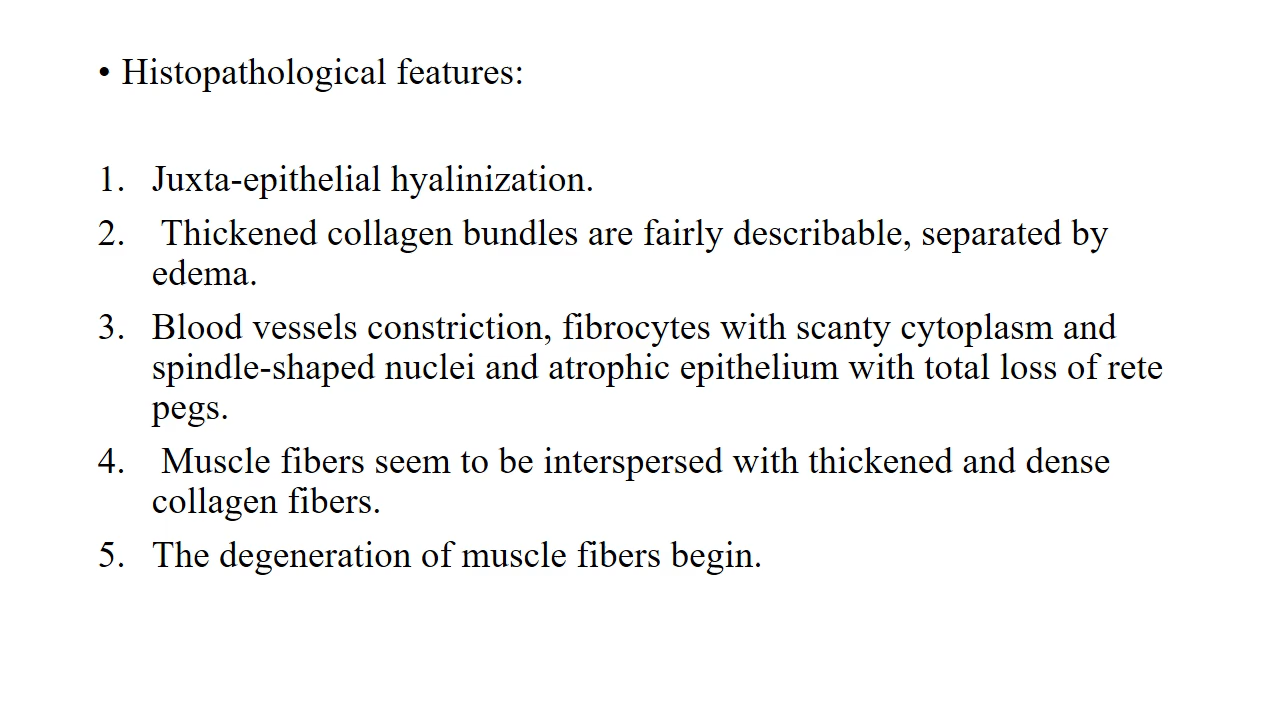 • Histopathological features:
1. Juxta-epithelial hyalinization.
2. Thickened collagen bundles are fairly describable, separated by
edema.
3. Blood vessels constriction, fibrocytes with scanty cytoplasm and
spindle-shaped nuclei and atrophic epithelium with total loss of rete
pegs.
4. Muscle fibers seem to be interspersed with thickened and dense
collagen fibers.
5. The degeneration of muscle fibers begin.